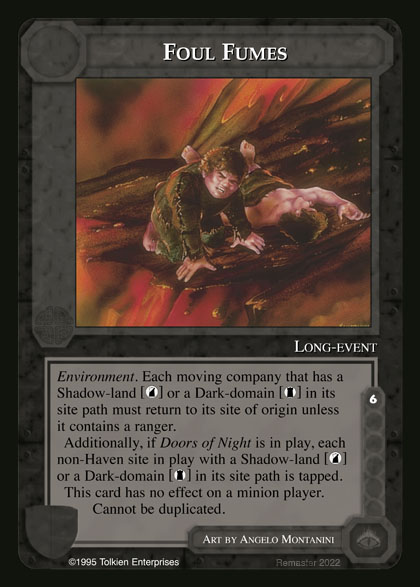 Foul Fumes
Long-event
Environment. Each moving company that has a
Shadow-land [] or a Dark-domain [] in its
site path must return to its site of origin unless
it contains a ranger.
Additionally, if Doors of Night is in play, each
non-Haven site in play with a Shadow-land []
or a Dark-domain [] in its site path is tapped.
This card has no effect on a minion player.
Cannot be duplicated.
6
Art by Angelo Montanini
©1995 Tolkien Enterprises
Remaster 2022